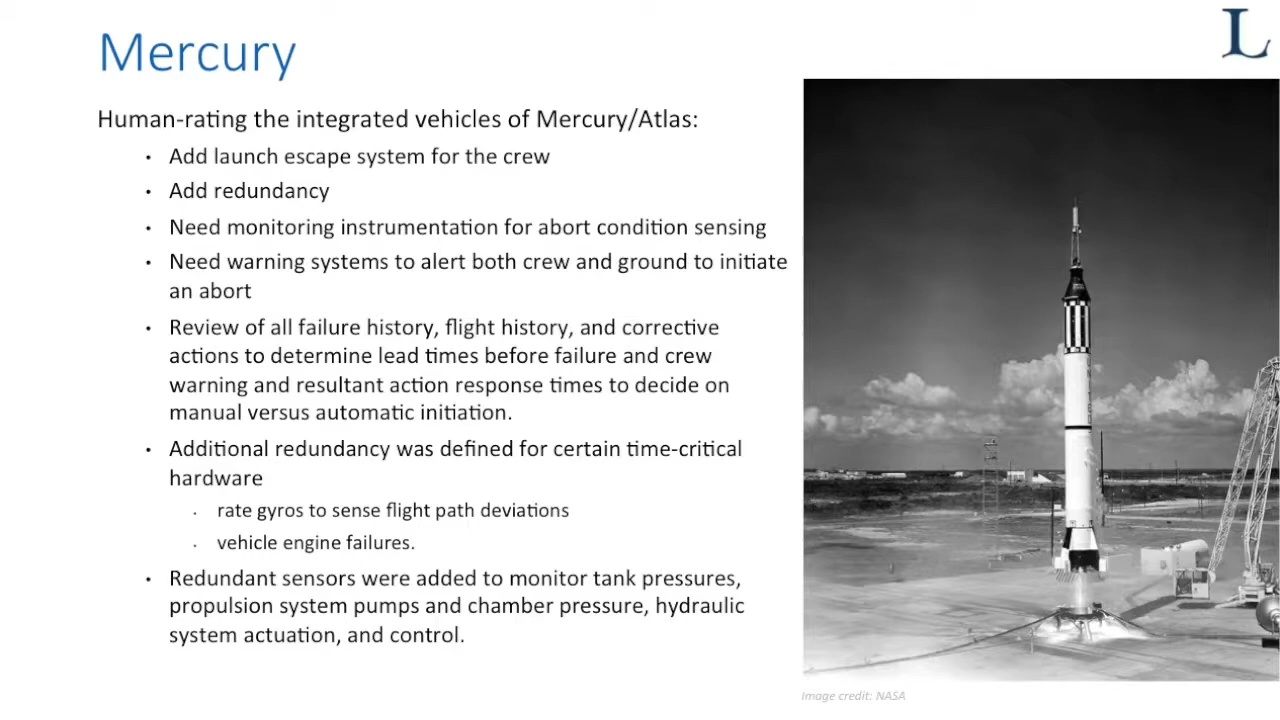 L
Mercury
Human-rating the integrated vehicles of Mercury/Atlas:
• Add launch escape system for the crew
• Add redundancy
• Need monitoring instrumentation for abort condition sensing
• Need warning systems to alert both crew and ground to initiate
an abort
• Review of all failure history, flight history, and corrective
actions to determine lead times before failure and crew
warning and resultant action response times to decide on
manual versus automatic initiation.
• Additional redundancy was defined for certain time-critical
hardware
• rate gyros to sense flight path deviations
• vehicle engine failures.
• Redundant sensors were added to monitor tank pressures,
propulsion system pumps and chamber pressure, hydraulic
system actuation, and control.
Image credit: NASA